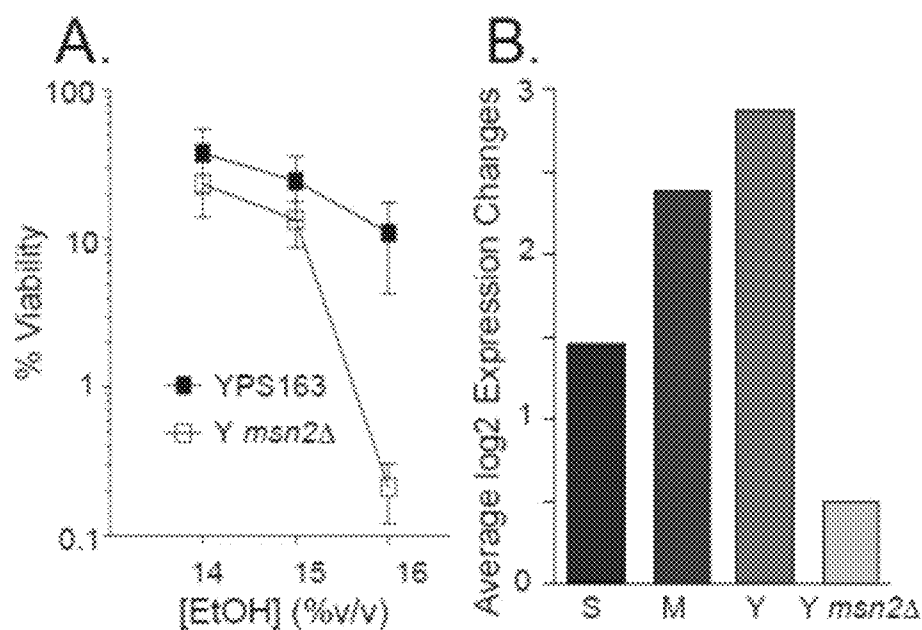 A.
100
10
1
0.1
% Viability
YPS163
Y msn2Δ
14 15 16
[EtOH] (%v/v)
B.
3
2
1
0
Average log2 Expression Changes
S M Y Y msn2Δ